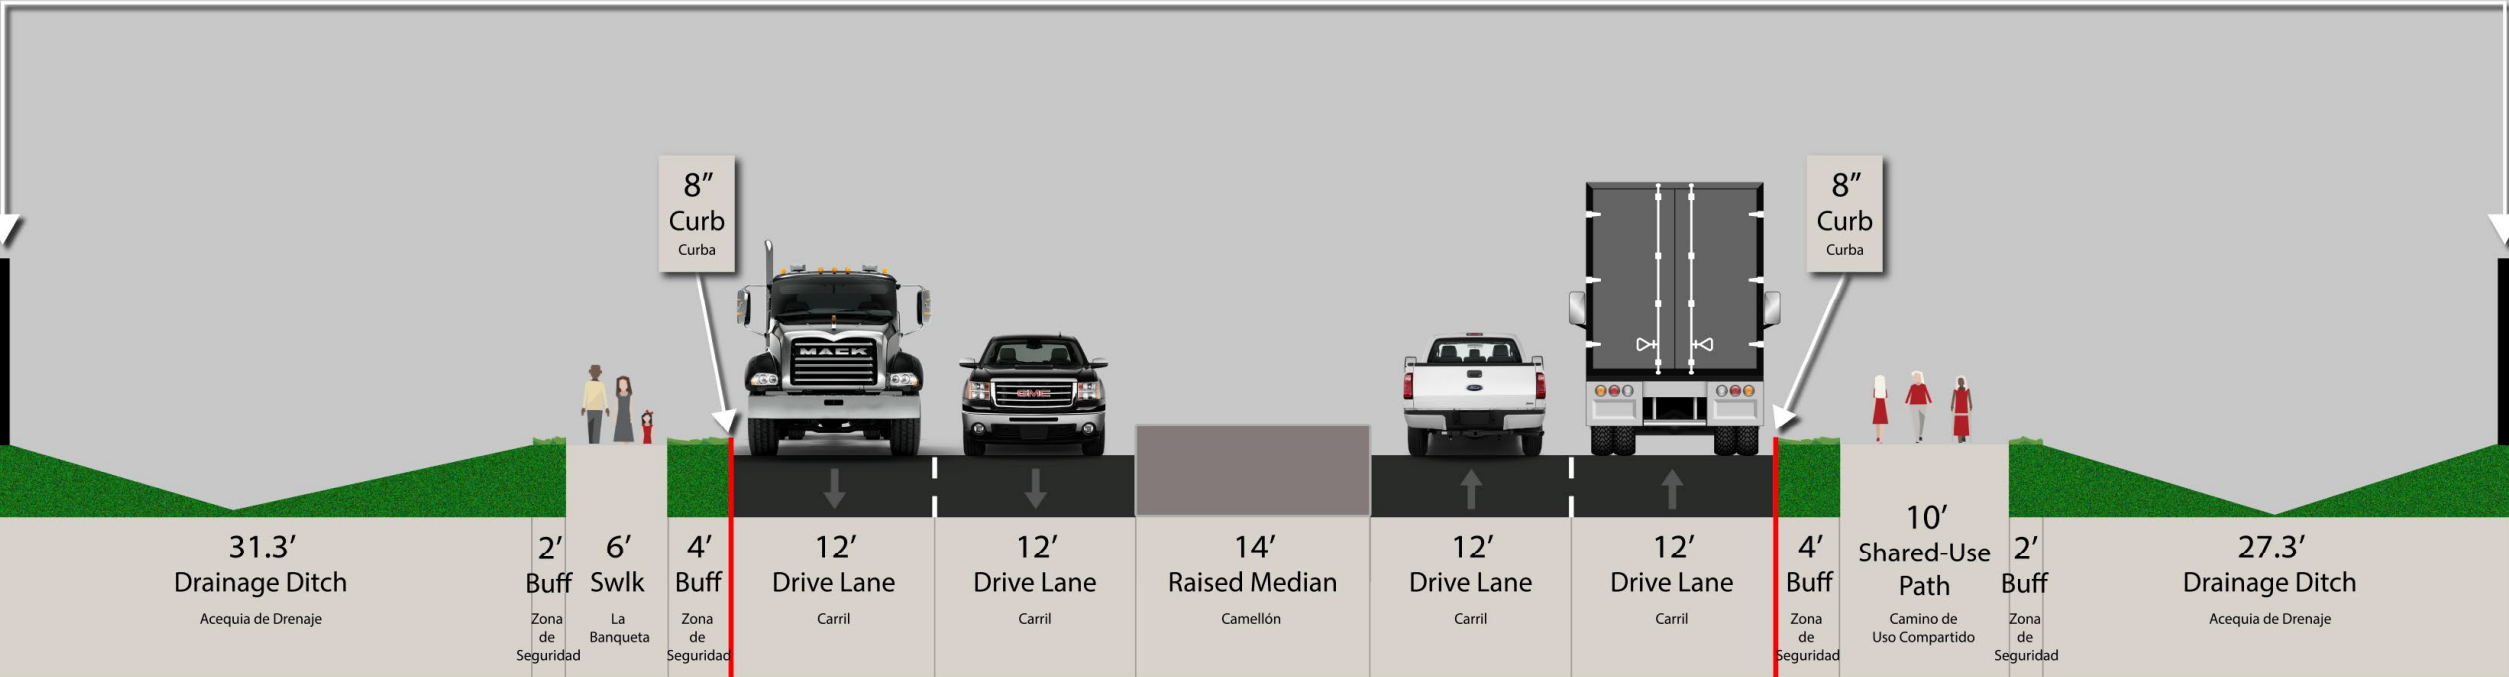 8”
Curb
Curba
8”
Curb
Curba
MACK
GMC
Ford
31.3’
Drainage Ditch
Acequia de Drenaje
2’
Buff
Zona
de
Seguridad
6’
Swlk
La
Banqueta
4’
Buff
Zona
de
Seguridad
12’
Drive Lane
Carril
12’
Drive Lane
Carril
14’
Raised Median
Camellón
12’
Drive Lane
Carril
12’
Drive Lane
Carril
4’
Buff
Zona
de
Seguridad
10’
Shared-Use
Path
Camino de
Uso Compartido
2’
Buff
Zona
de
Seguridad
27.3’
Drainage Ditch
Acequia de Drenaje